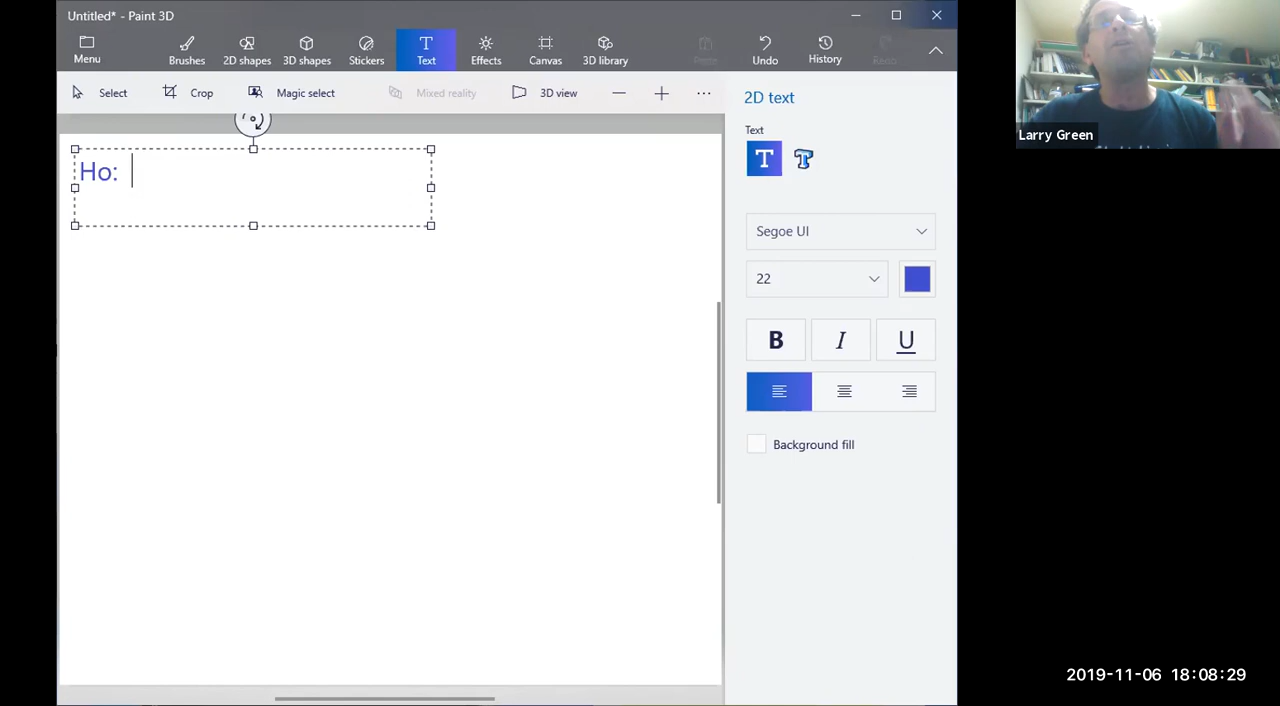 Untitled* - Paint 3D
Menu
Brushes
2D shapes
3D shapes
Stickers
Text
Effects
Canvas
3D library
Paste
Undo
History
Redo
Select
Crop
Magic select
Mixed reality
3D view
Ho:
2D text
Text
Segoe UI
22
B
I
U
Background fill
Larry Green
2019-11-06 18:08:29